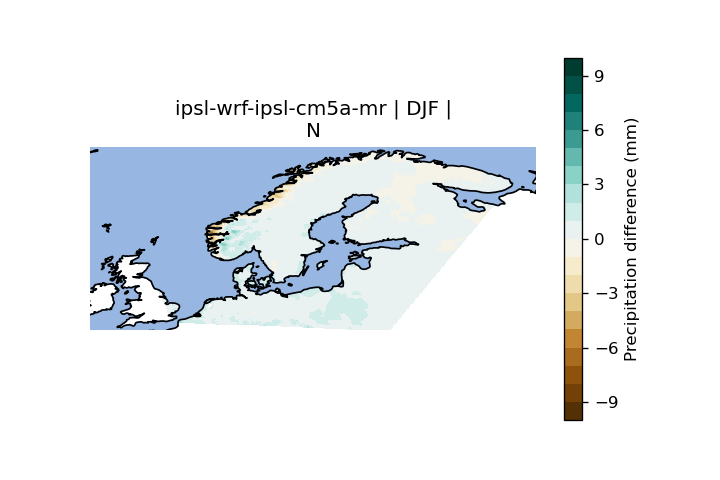 ipsl-wrf-ipsl-cm5a-mr | DJF |
N
9
6
3
0
−3
−6
−9
Precipitation difference (mm)